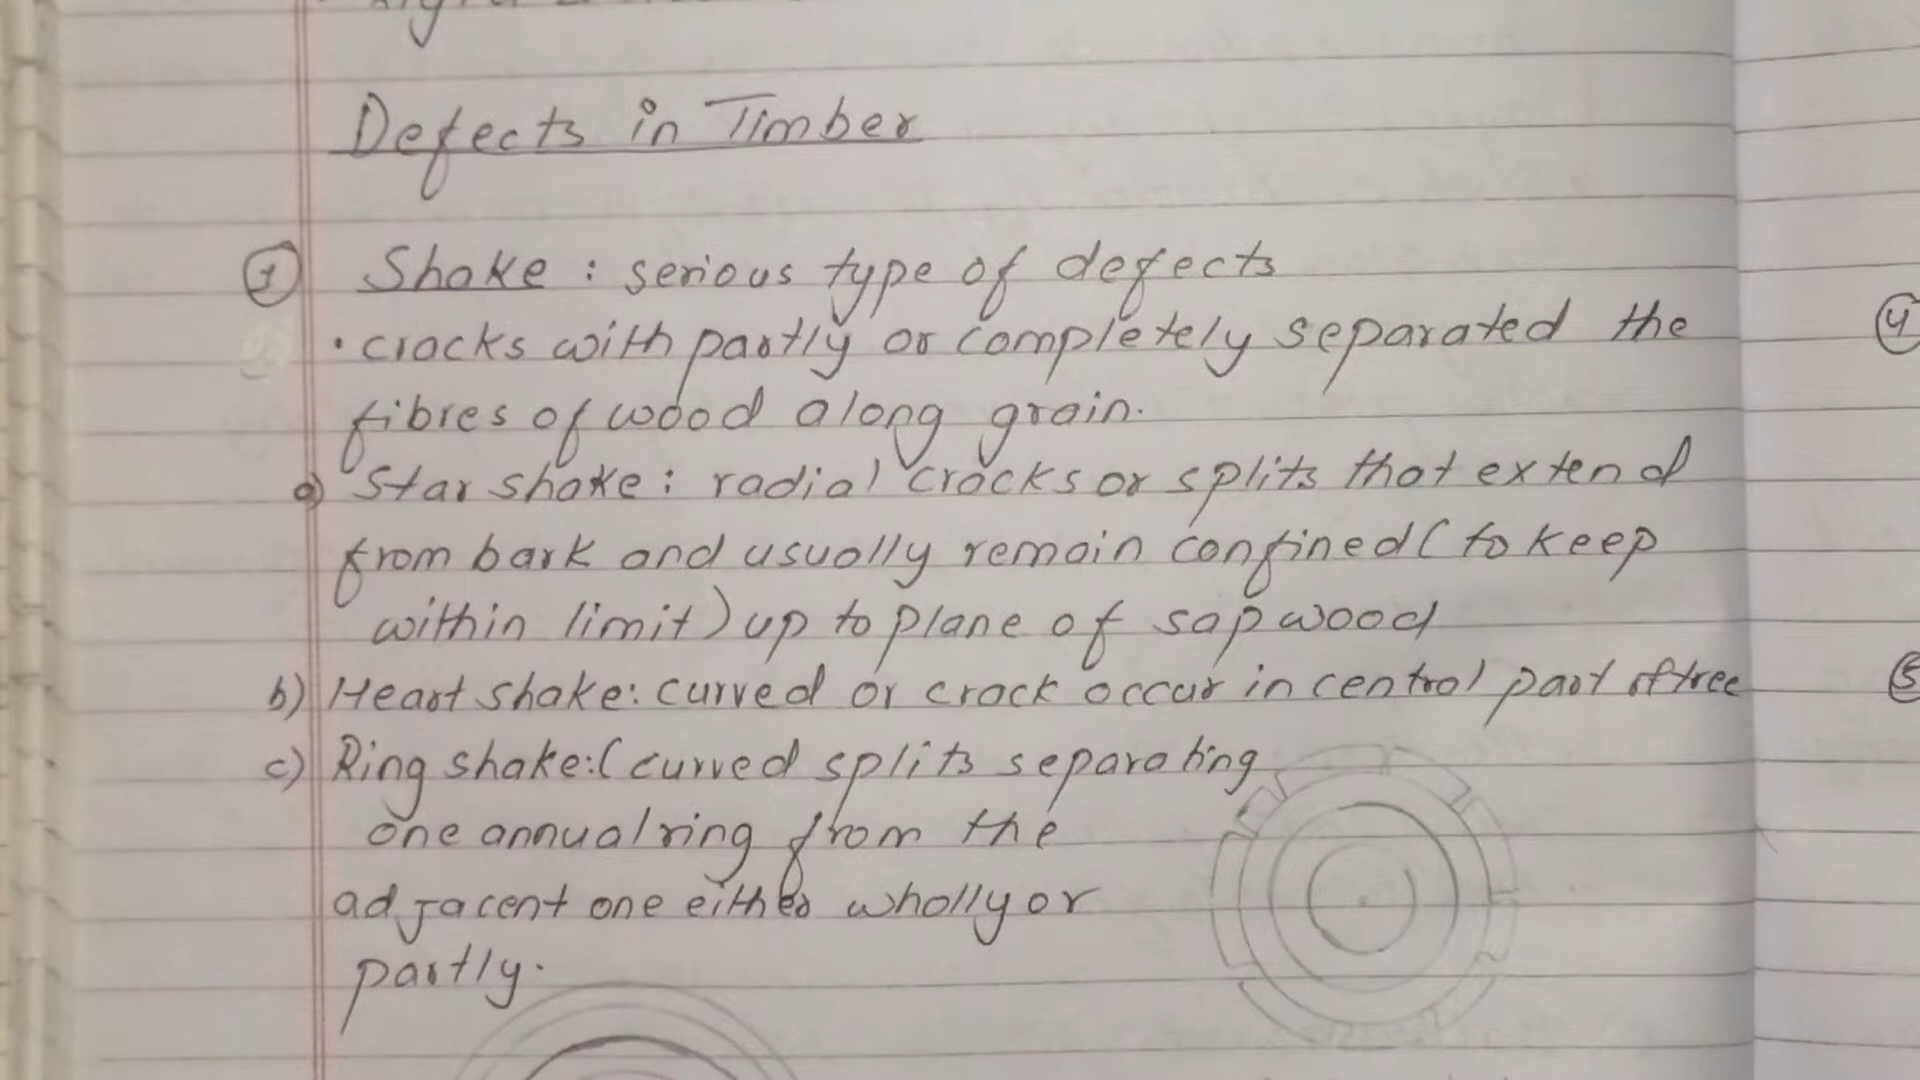 Defects in Timber
① Shake : serious type of defects
• cracks with partly or completely separated the
fibres of wood along grain.
a) Star shake : radial cracks or splits that extend
from bark and usually remain confined ( to keep
within limit ) up to plane of sapwood
b) Heart shake : curved or crack occur in central part of tree
c) Ring shake : ( curved splits separating
one annual ring from the
adjacent one either wholly or
partly.
④
⑤